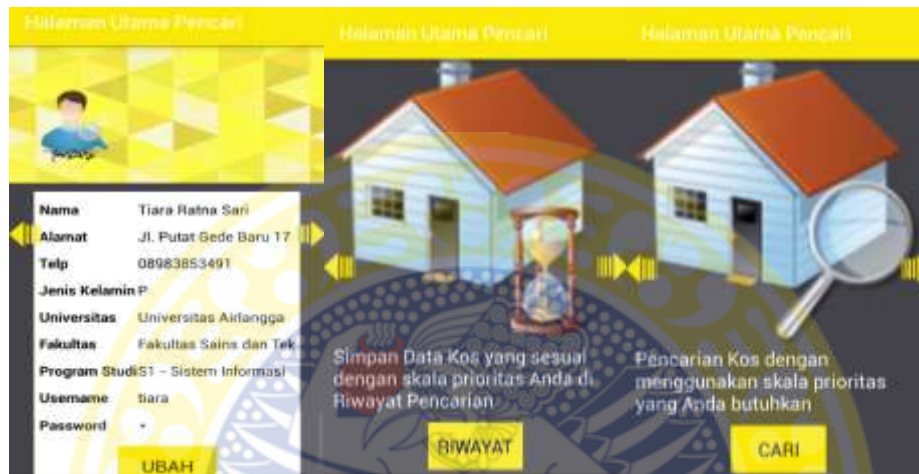 Halaman Utama Pencari
Nama Tiara Ratna Sari
Alamat Jl. Putat Gede Baru 17
Telp 08983853491
Jenis Kelamin P
Universitas Universitas Airlangga
Fakultas Fakultas Sains dan Tek
Program Studi S1 - Sistem Informasi
Username tiara
Password
UBAH
Halaman Utama Pencari
Simpan Data Kos yang sesuai
dengan skala prioritas Anda di
Riwayat Pencarian
RIWAYAT
Halaman Utama Pencari
Pencarian Kos dengan
menggunakan skala prioritas
yang Anda butuhkan
CARI